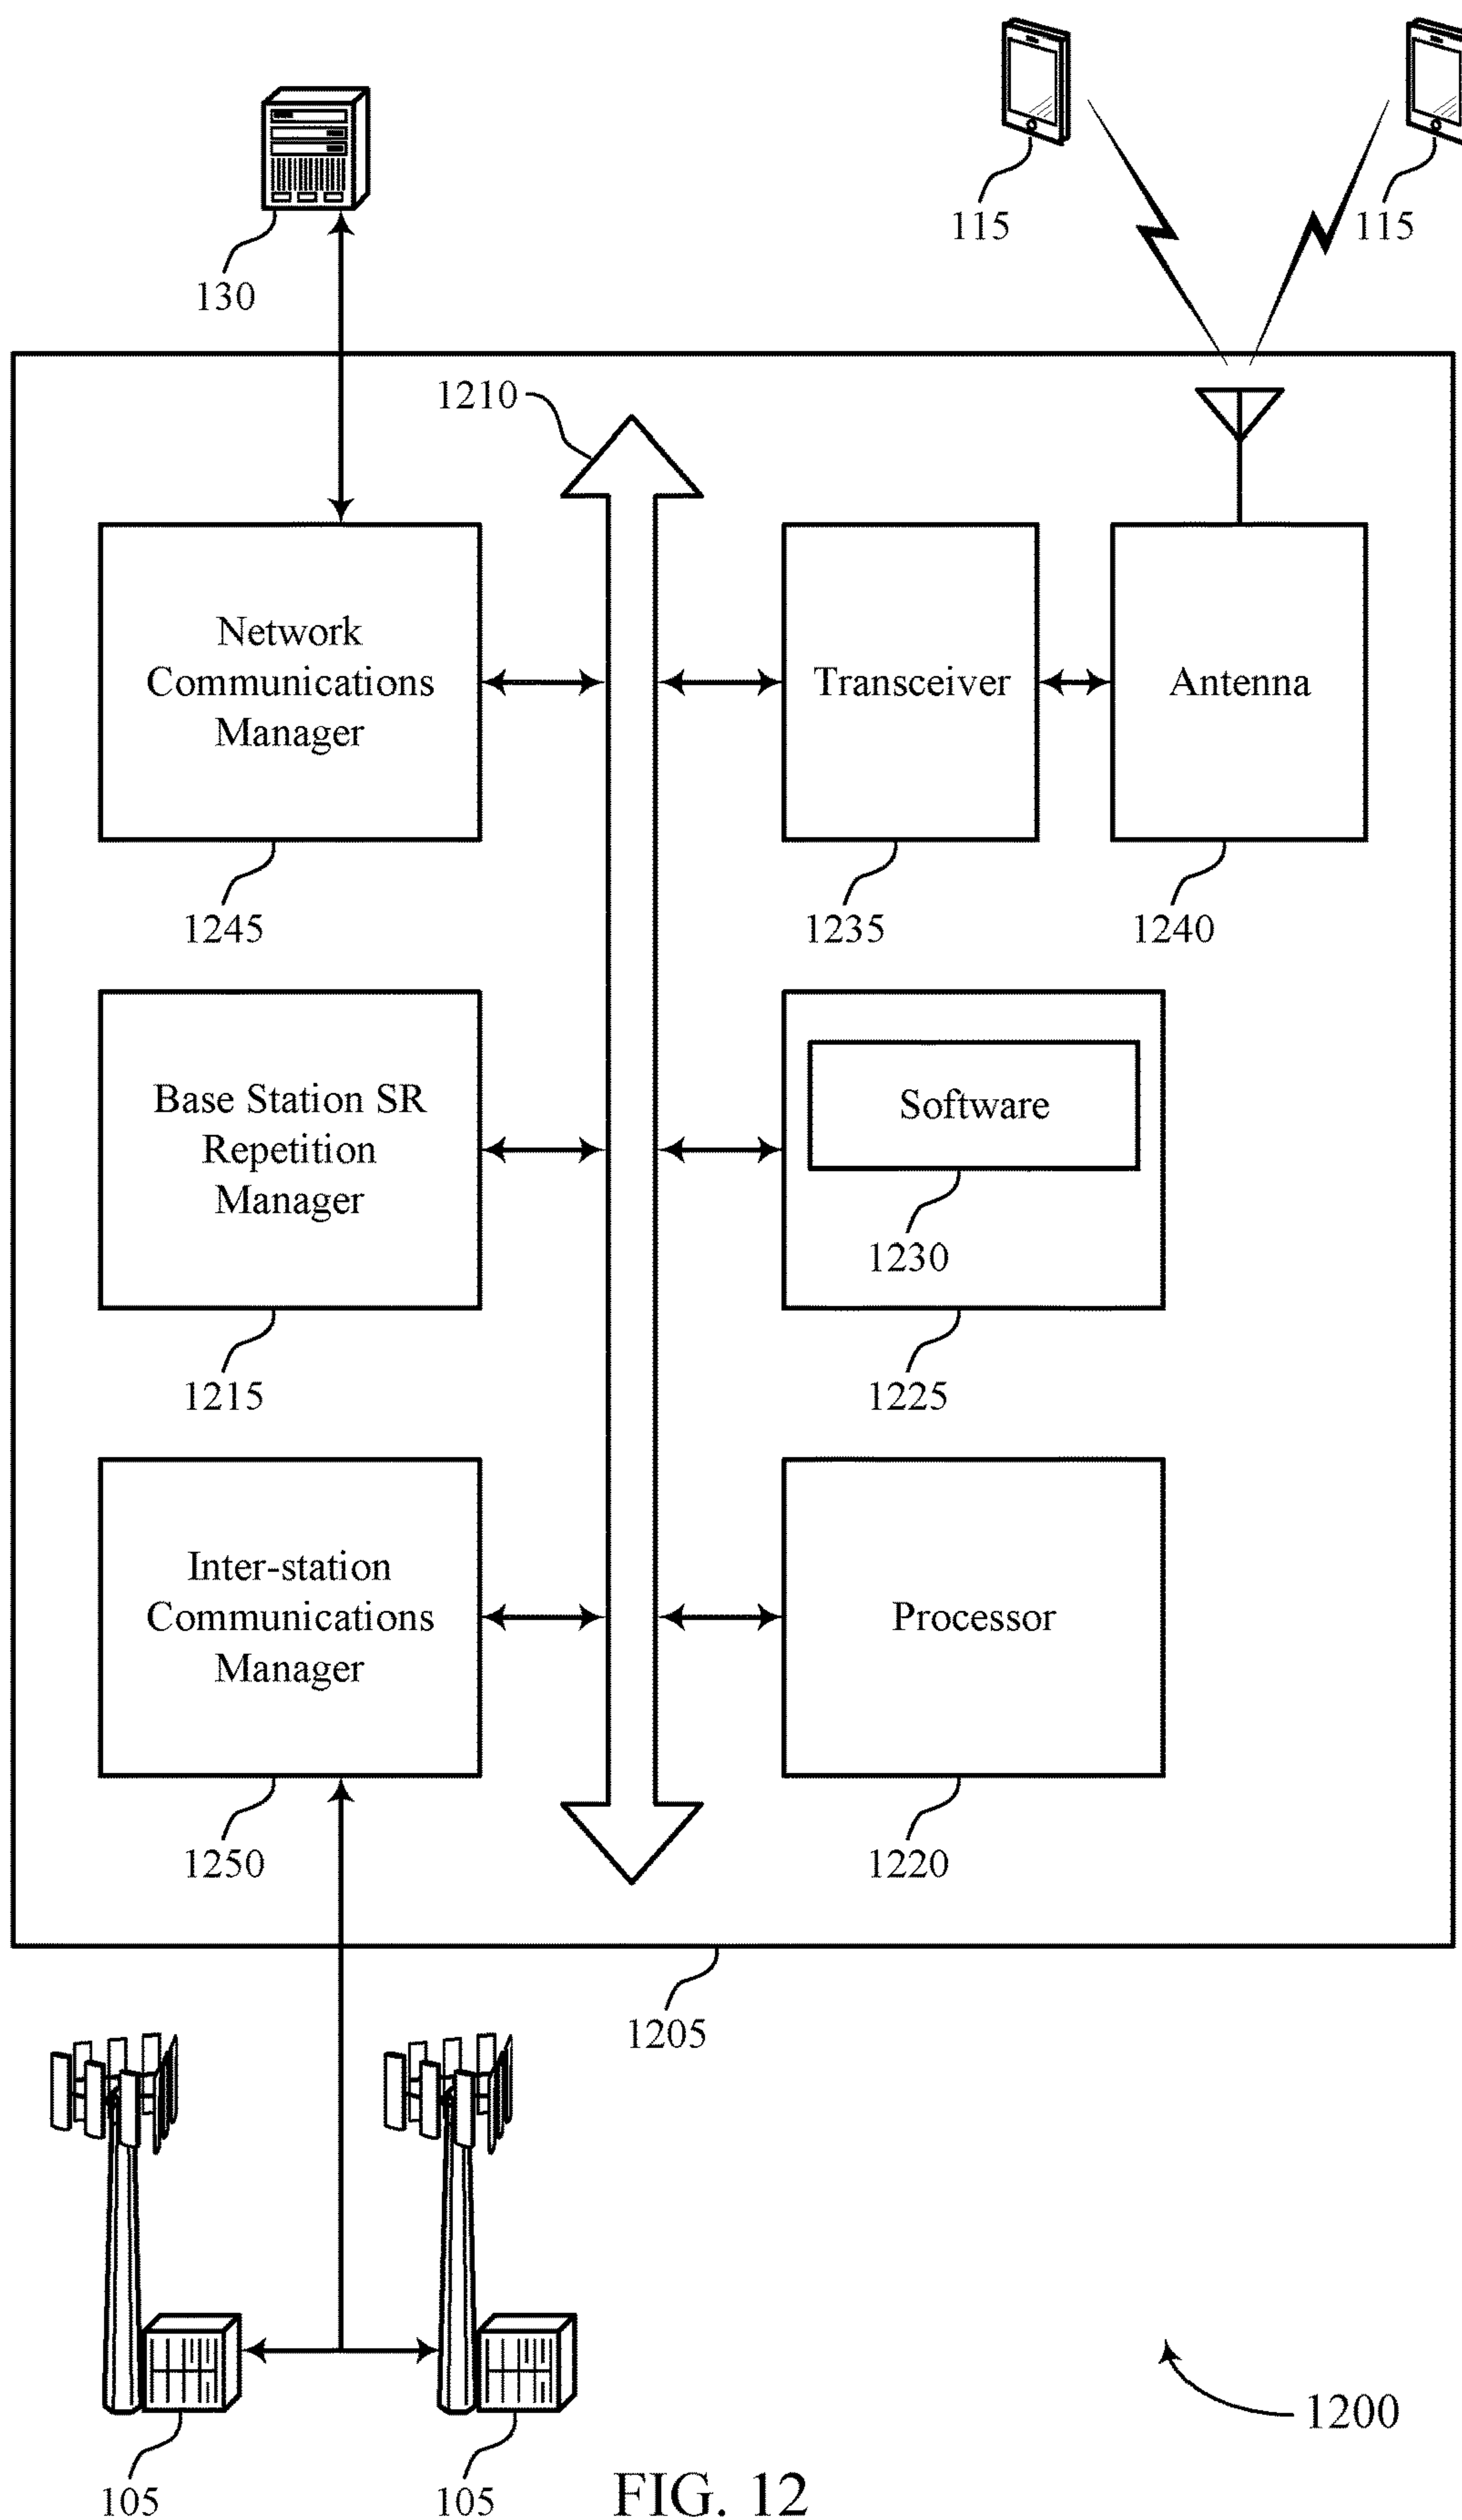 115
115
130
1210
Network
Communications
Manager
Transceiver
Antenna
1245
1235
1240
Base Station SR
Repetition
Manager
Software
1230
1215
1225
Inter-station
Communications
Manager
Processor
1250
1220
1205
1200
105
105
FIG. 12